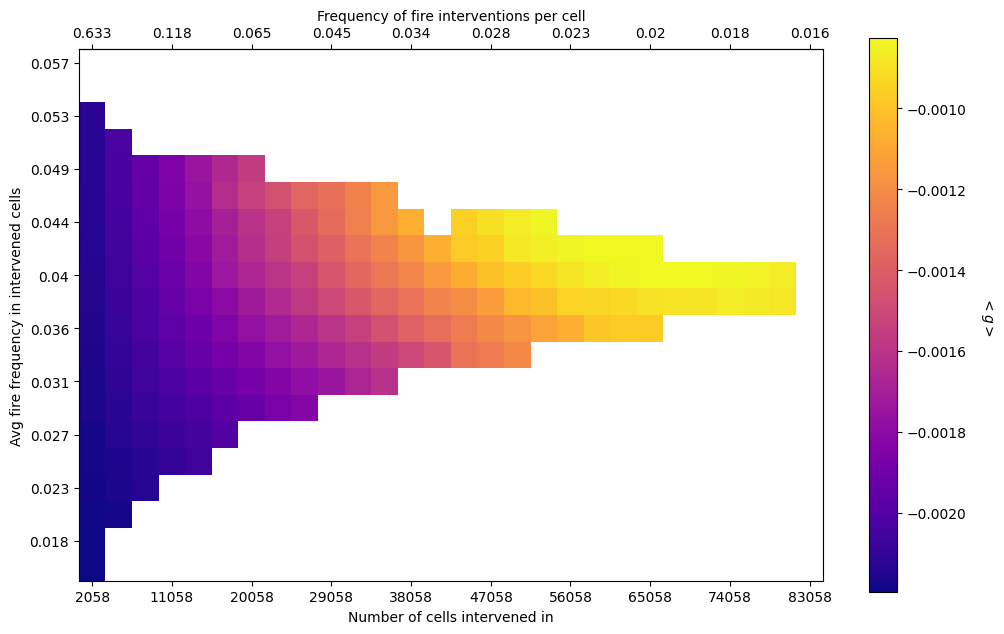 Frequency of fire interventions per cell
0.633 0.118 0.065 0.045 0.034 0.028 0.023 0.02 0.018 0.016
Avg fire frequency in intervened cells
0.057
0.053
0.049
0.044
0.04
0.036
0.031
0.027
0.023
0.018
2058 11058 20058 29058 38058 47058 56058 65058 74058 83058
Number of cells intervened in
−0.0010
−0.0012
−0.0014
−0.0016
−0.0018
−0.0020
< g >